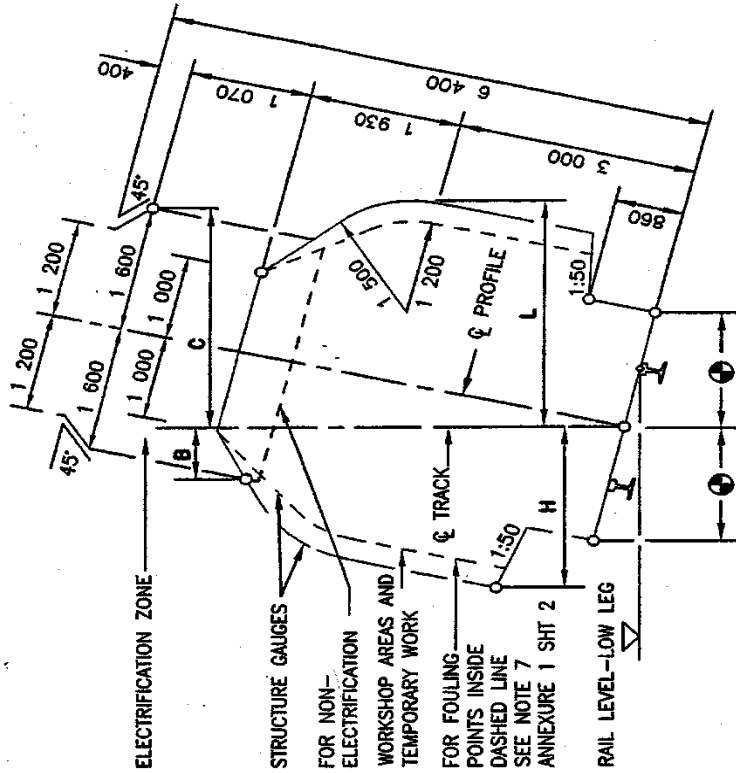 ELECTRIFICATION ZONE
STRUCTURE GAUGES
FOR NON-
ELECTRIFICATION
WORKSHOP AREAS AND
TEMPORARY WORK
FOR FOULING
POINTS INSIDE
DASHED LINE
SEE NOTE 7
ANNEXURE 1 SHT 2
RAIL LEVEL-LOW LEG
45°
1 200
1 200
1 600
1 600
1 000
1 000
45°
400
B
C
1 070
1 930
6 400
3 000
860
1 500
1 200
℄ PROFILE
℄ TRACK
L
H
1:50
1:50